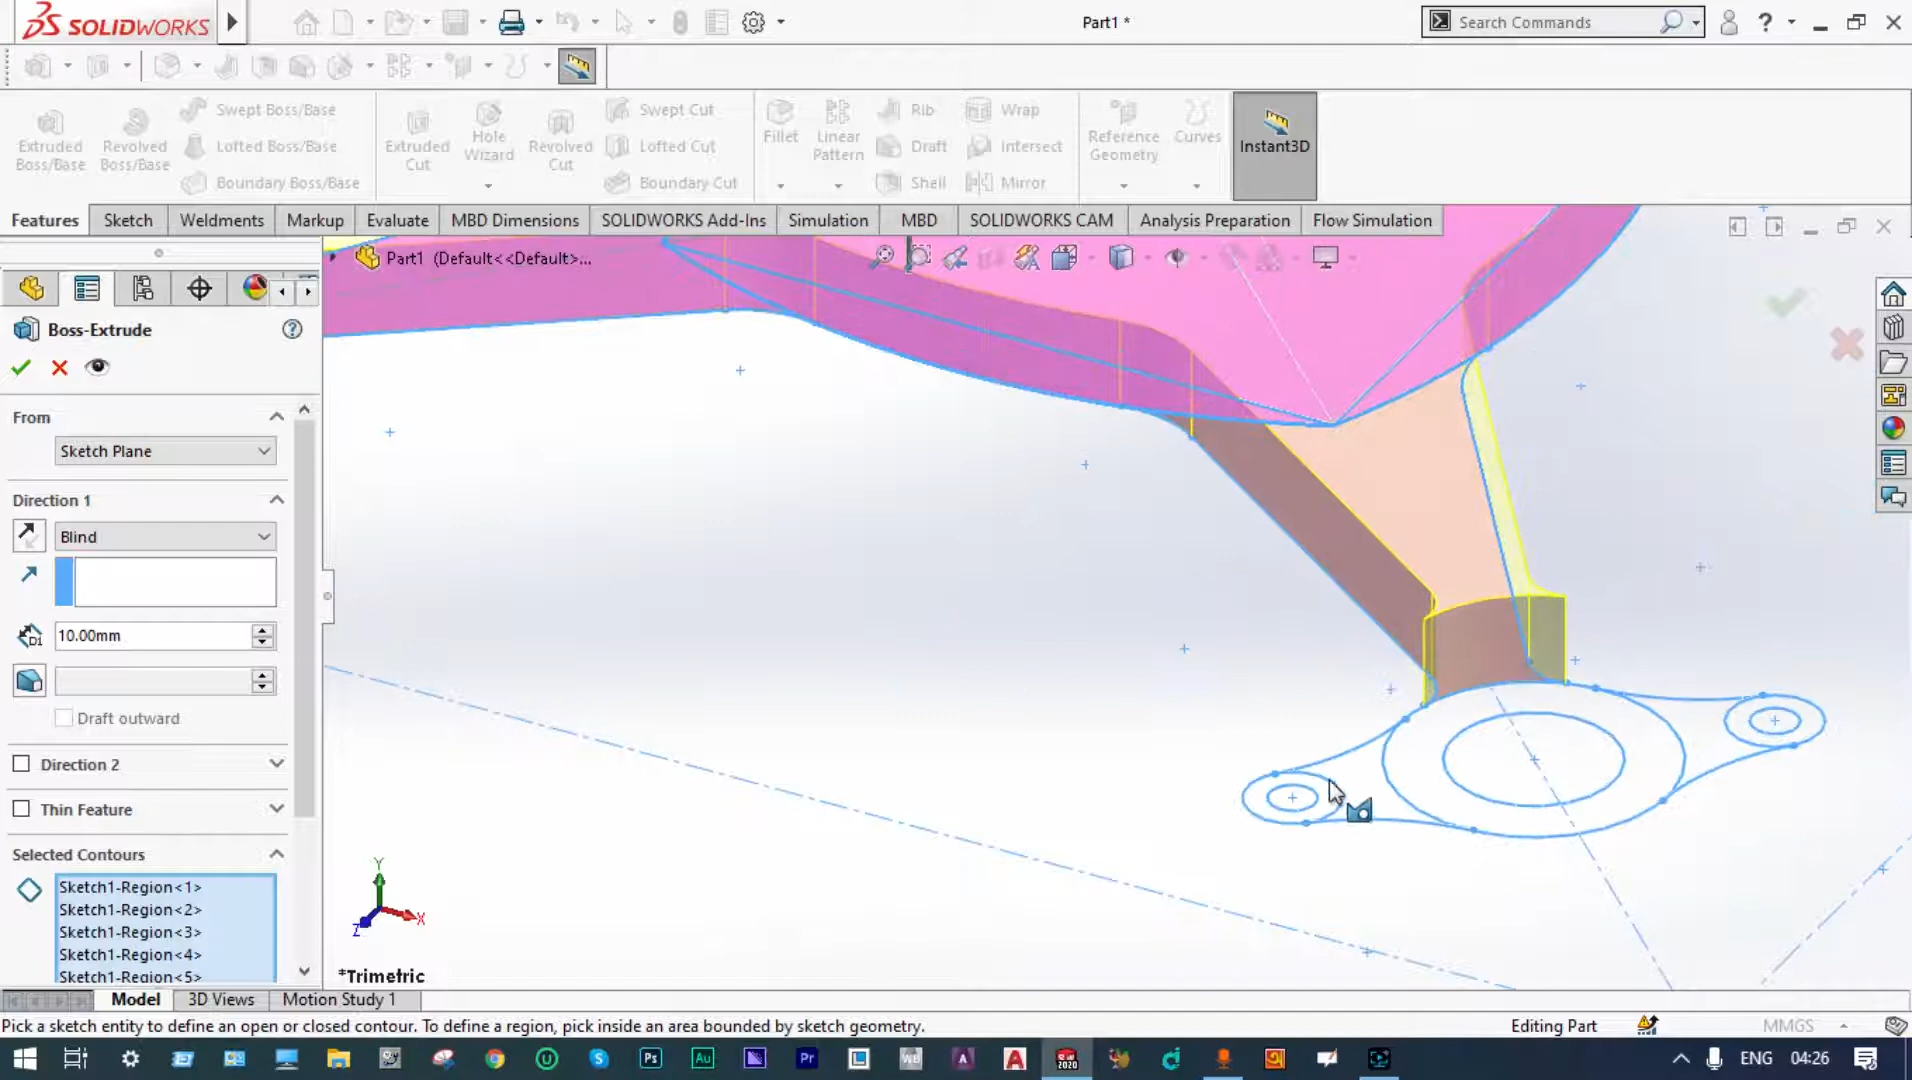 SOLIDWORKS
Part1 *
Search Commands
?
Extruded Boss/Base
Revolved Boss/Base
Swept Boss/Base
Lofted Boss/Base
Boundary Boss/Base
Extruded Cut
Hole Wizard
Revolved Cut
Swept Cut
Lofted Cut
Boundary Cut
Fillet
Linear Pattern
Rib
Draft
Shell
Wrap
Intersect
Mirror
Reference Geometry
Curves
Instant3D
Features
Sketch
Weldments
Markup
Evaluate
MBD Dimensions
SOLIDWORKS Add-Ins
Simulation
MBD
SOLIDWORKS CAM
Analysis Preparation
Flow Simulation
Part1 (Default<<Default>...
Boss-Extrude
?
From
Sketch Plane
Direction 1
Blind
D1
10.00mm
Draft outward
Direction 2
Thin Feature
Selected Contours
Sketch1-Region<1>
Sketch1-Region<2>
Sketch1-Region<3>
Sketch1-Region<4>
Sketch1-Region<5>
Y
X
Z
*Trimetric
Model
3D Views
Motion Study 1
Pick a sketch entity to define an open or closed contour. To define a region, pick inside an area bounded by sketch geometry.
Editing Part
MMGS
Ps
Au
Pr
WB
A
A
2020
ENG
04:26